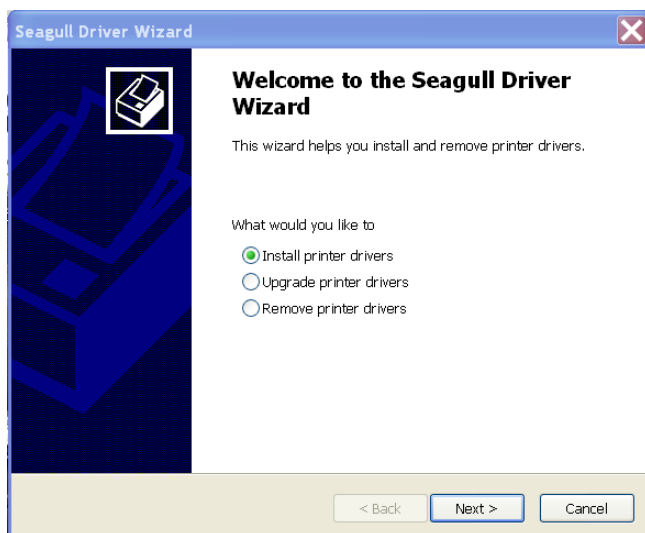 Seagull Driver Wizard
Welcome to the Seagull Driver
Wizard
This wizard helps you install and remove printer drivers.
What would you like to
Install printer drivers
Upgrade printer drivers
Remove printer drivers
< Back
Next >
Cancel